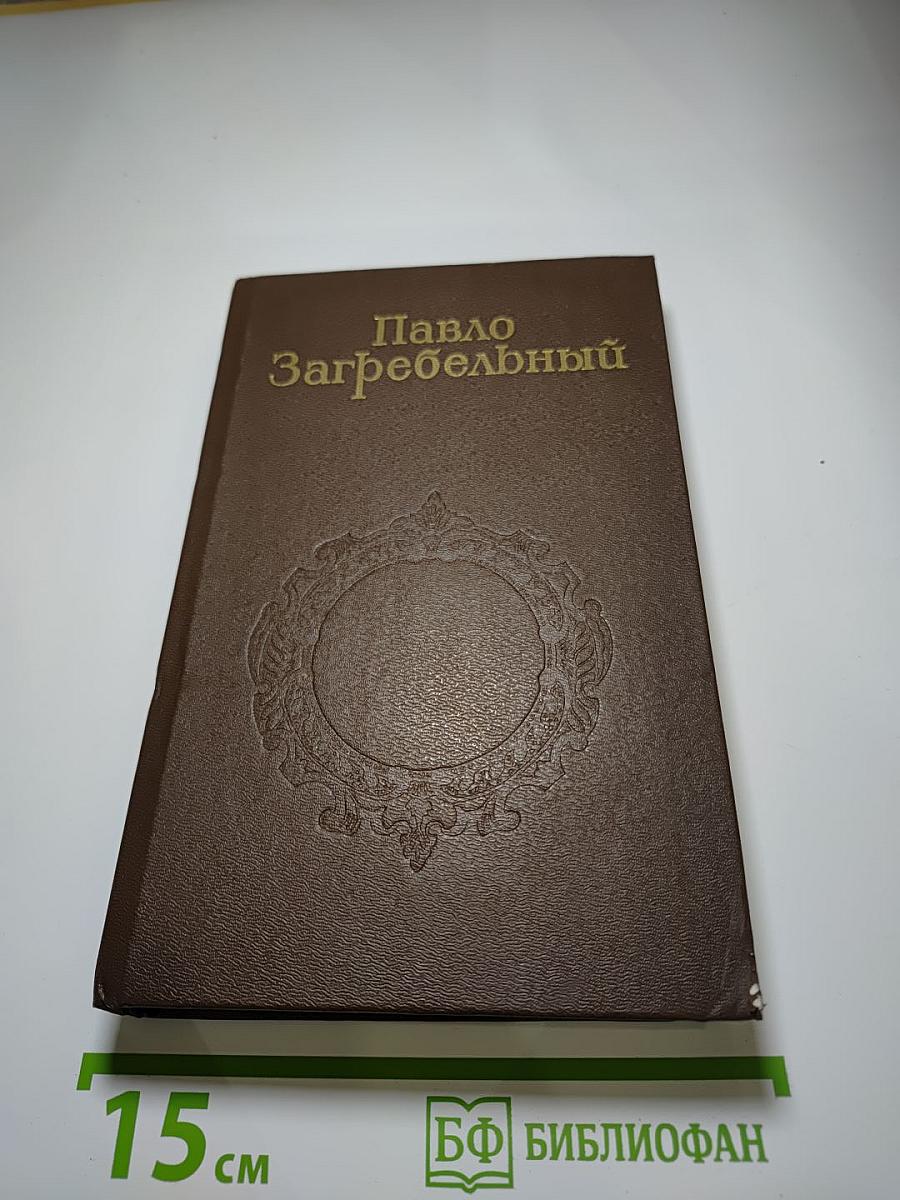 Павло
Загребельный
15 см
БФ БИБЛИОФАН